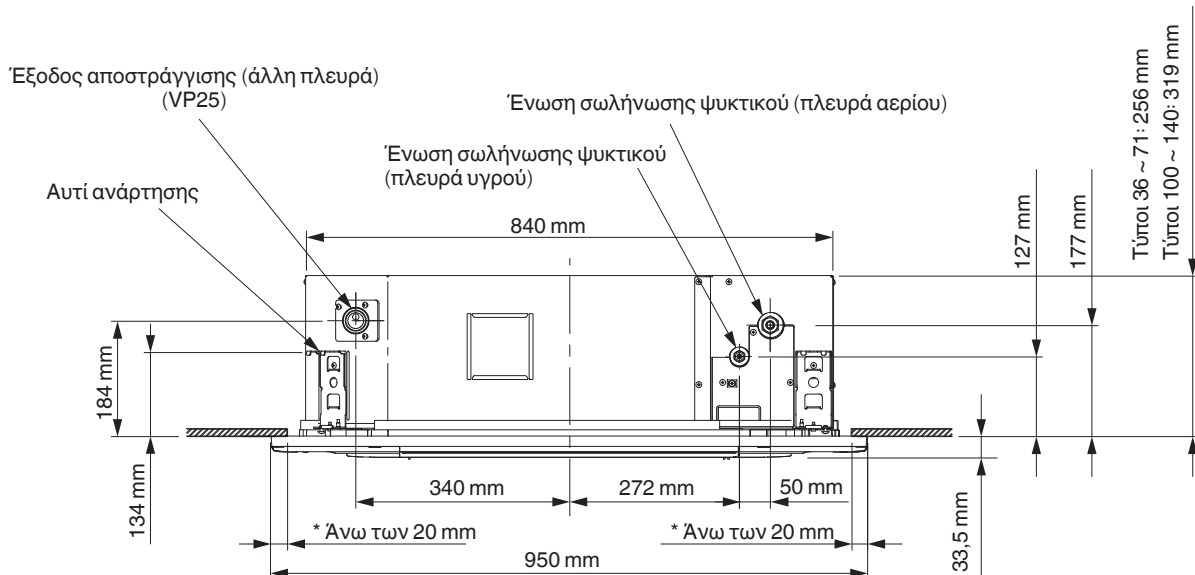 Έξοδος αποστράγγισης (άλλη πλευρά)
(VP25)
Ένωση σωλήνωσης ψυκτικού (πλευρά αερίου)
Ένωση σωλήνωσης ψυκτικού
(πλευρά υγρού)
Αυτί ανάρτησης
840 mm
127 mm
177 mm
Τύποι 36 ~ 71: 256 mm
Τύποι 100 ~ 140: 319 mm
184 mm
134 mm
340 mm
272 mm
50 mm
33,5 mm
* Άνω των 20 mm
* Άνω των 20 mm
950 mm